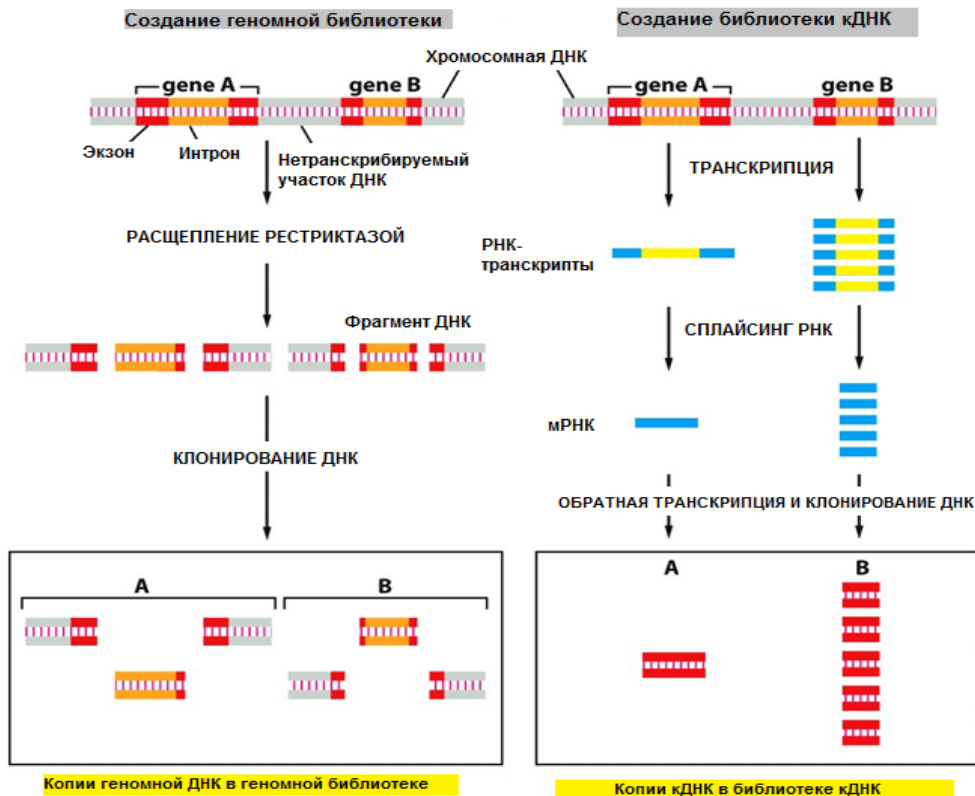 Создание геномной библиотеки
Создание библиотеки кДНК
Хромосомная ДНК
gene A
gene B
gene A
gene B
Экзон
Интрон
Нетранскрибируемый
участок ДНК
ТРАНСКРИПЦИЯ
РАСЩЕПЛЕНИЕ РЕСТРИКТАЗОЙ
РНК-
транскрипты
Фрагмент ДНК
СПЛАЙСИНГ РНК
мРНК
КЛОНИРОВАНИЕ ДНК
ОБРАТНАЯ ТРАНСКРИПЦИЯ И КЛОНИРОВАНИЕ ДНК
A
B
A
B
Копии геномной ДНК в геномной библиотеке
Копии кДНК в библиотеке кДНК